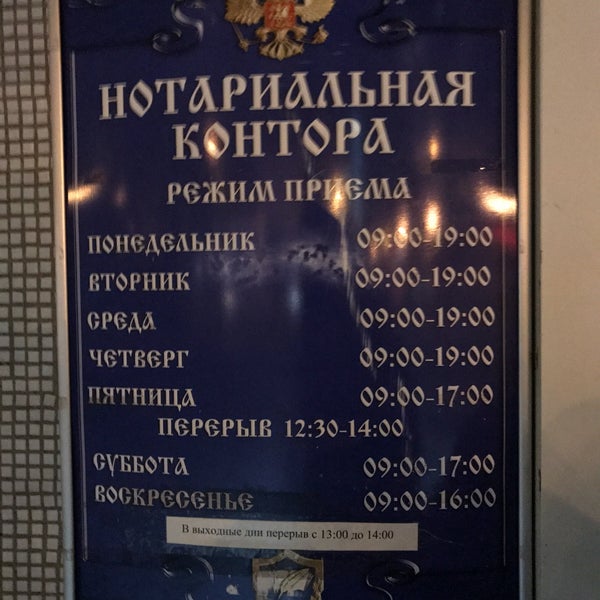 НОТАРИАЛЬНАЯ
КОНТОРА
РЕЖИМ ПРИЕМА
ПОНЕДЕЛЬНИК 09:00-19:00
ВТОРНИК 09:00-19:00
СРЕДА 09:00-19:00
ЧЕТВЕРГ 09:00-19:00
ПЯТНИЦА 09:00-17:00
ПЕРЕРЫВ 12:30-14:00
СУББОТА 09:00-17:00
ВОСКРЕСЕНЬЕ 09:00-16:00
В выходные дни перерыв с 13:00 до 14:00